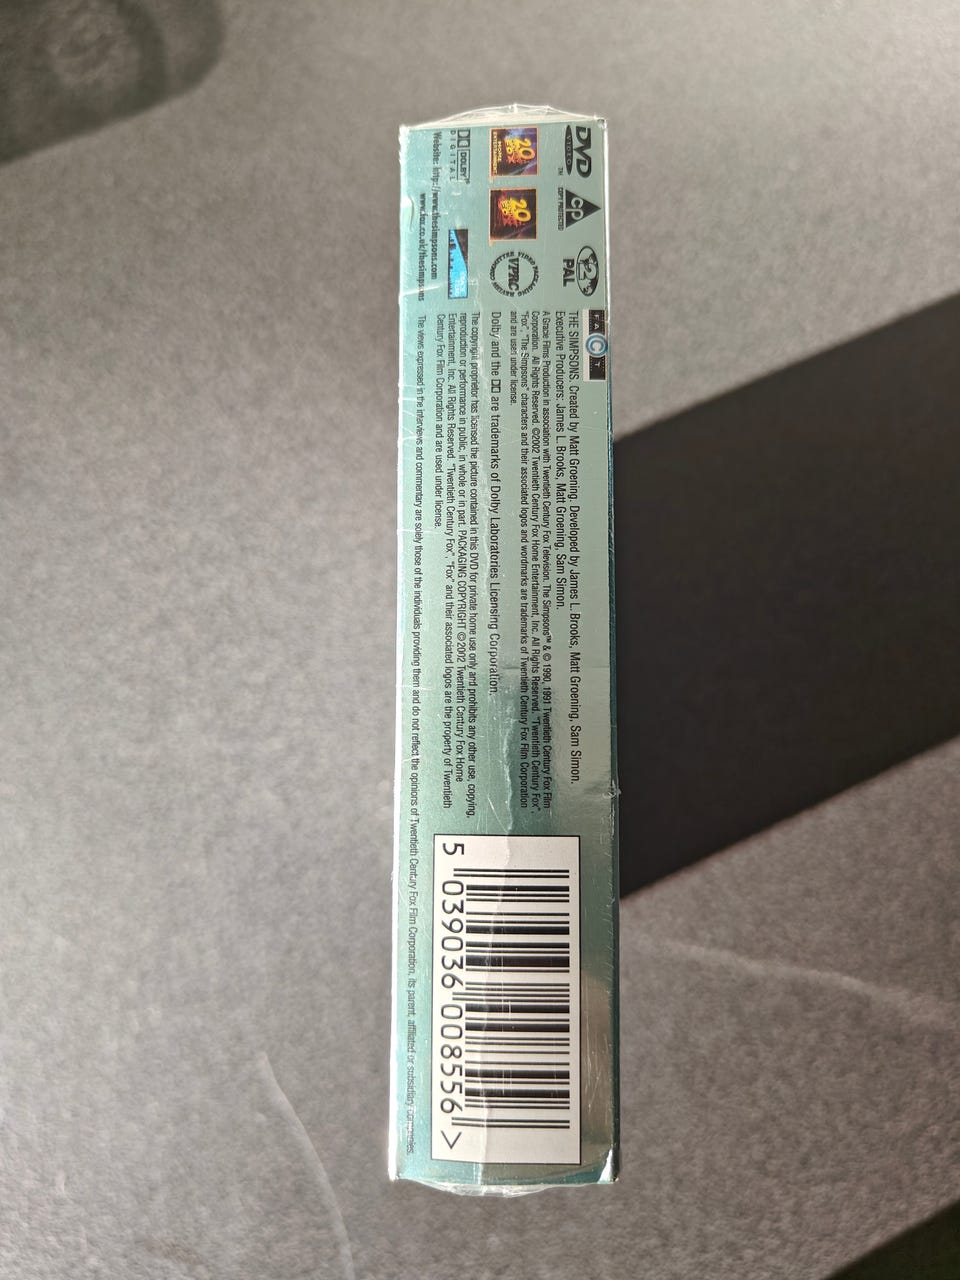 DVD
VIDEO
TM
CP
COPY PROTECTED
2
PAL
FACT
20
HOME
ENTERTAINMENT
20
VIDEO PACKAGING REVIEW COMMITTEE
VPRC
DOLBY
DIGITAL
Website: http://www.thesimpsons.com
www.fox.co.uk/thesimpsons
THE SIMPSONS. Created by Matt Groening. Developed by James L. Brooks, Matt Groening, Sam Simon.
Executive Producers: James L. Brooks, Matt Groening, Sam Simon.
A Gracie Films Production in association with Twentieth Century Fox Television. The Simpsons™ & © 1990, 1991 Twentieth Century Fox Film
Corporation. All Rights Reserved. ©2002 Twentieth Century Fox Home Entertainment, Inc. All Rights Reserved. "Twentieth Century Fox",
"Fox", "The Simpsons" characters and their associated logos and wordmarks are trademarks of Twentieth Century Fox Film Corporation
and are used under license.
Dolby and the are trademarks of Dolby Laboratories Licensing Corporation.
The copyright proprietor has licensed the picture contained in this DVD for private home use only and prohibits any other use, copying,
reproduction or performance in public, in whole or in part. PACKAGING COPYRIGHT © 2002 Twentieth Century Fox Home
Entertainment, Inc. All Rights Reserved. "Twentieth Century Fox", "Fox" and their associated logos are the property of Twentieth
Century Fox Film Corporation and are used under license.
The views expressed in the interviews and commentary are solely those of the individuals providing them and do not reflect the opinions of Twentieth Century Fox Film Corporation, its parent, affiliated or subsidiary companies.
5 039036 008556 >